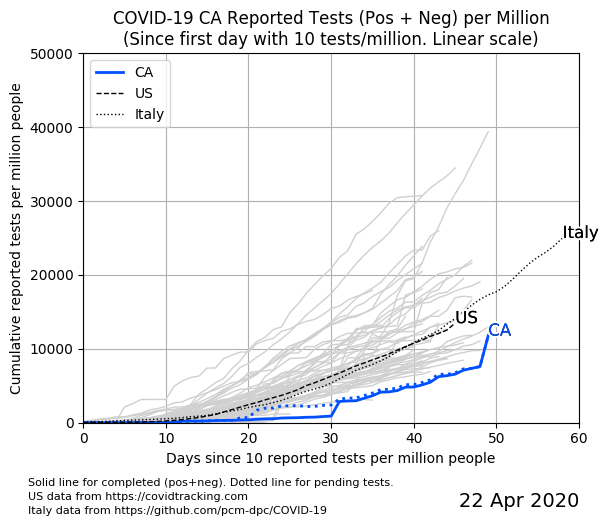 COVID-19 CA Reported Tests (Pos + Neg) per Million
(Since first day with 10 tests/million. Linear scale)
Cumulative reported tests per million people
50000
40000
30000
20000
10000
0
CA
US
Italy
Italy
US
CA
0 10 20 30 40 50 60
Days since 10 reported tests per million people
Solid line for completed (pos+neg). Dotted line for pending tests.
US data from https://covidtracking.com
Italy data from https://github.com/pcm-dpc/COVID-19
22 Apr 2020